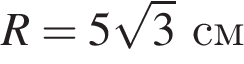 R = 5√3 см